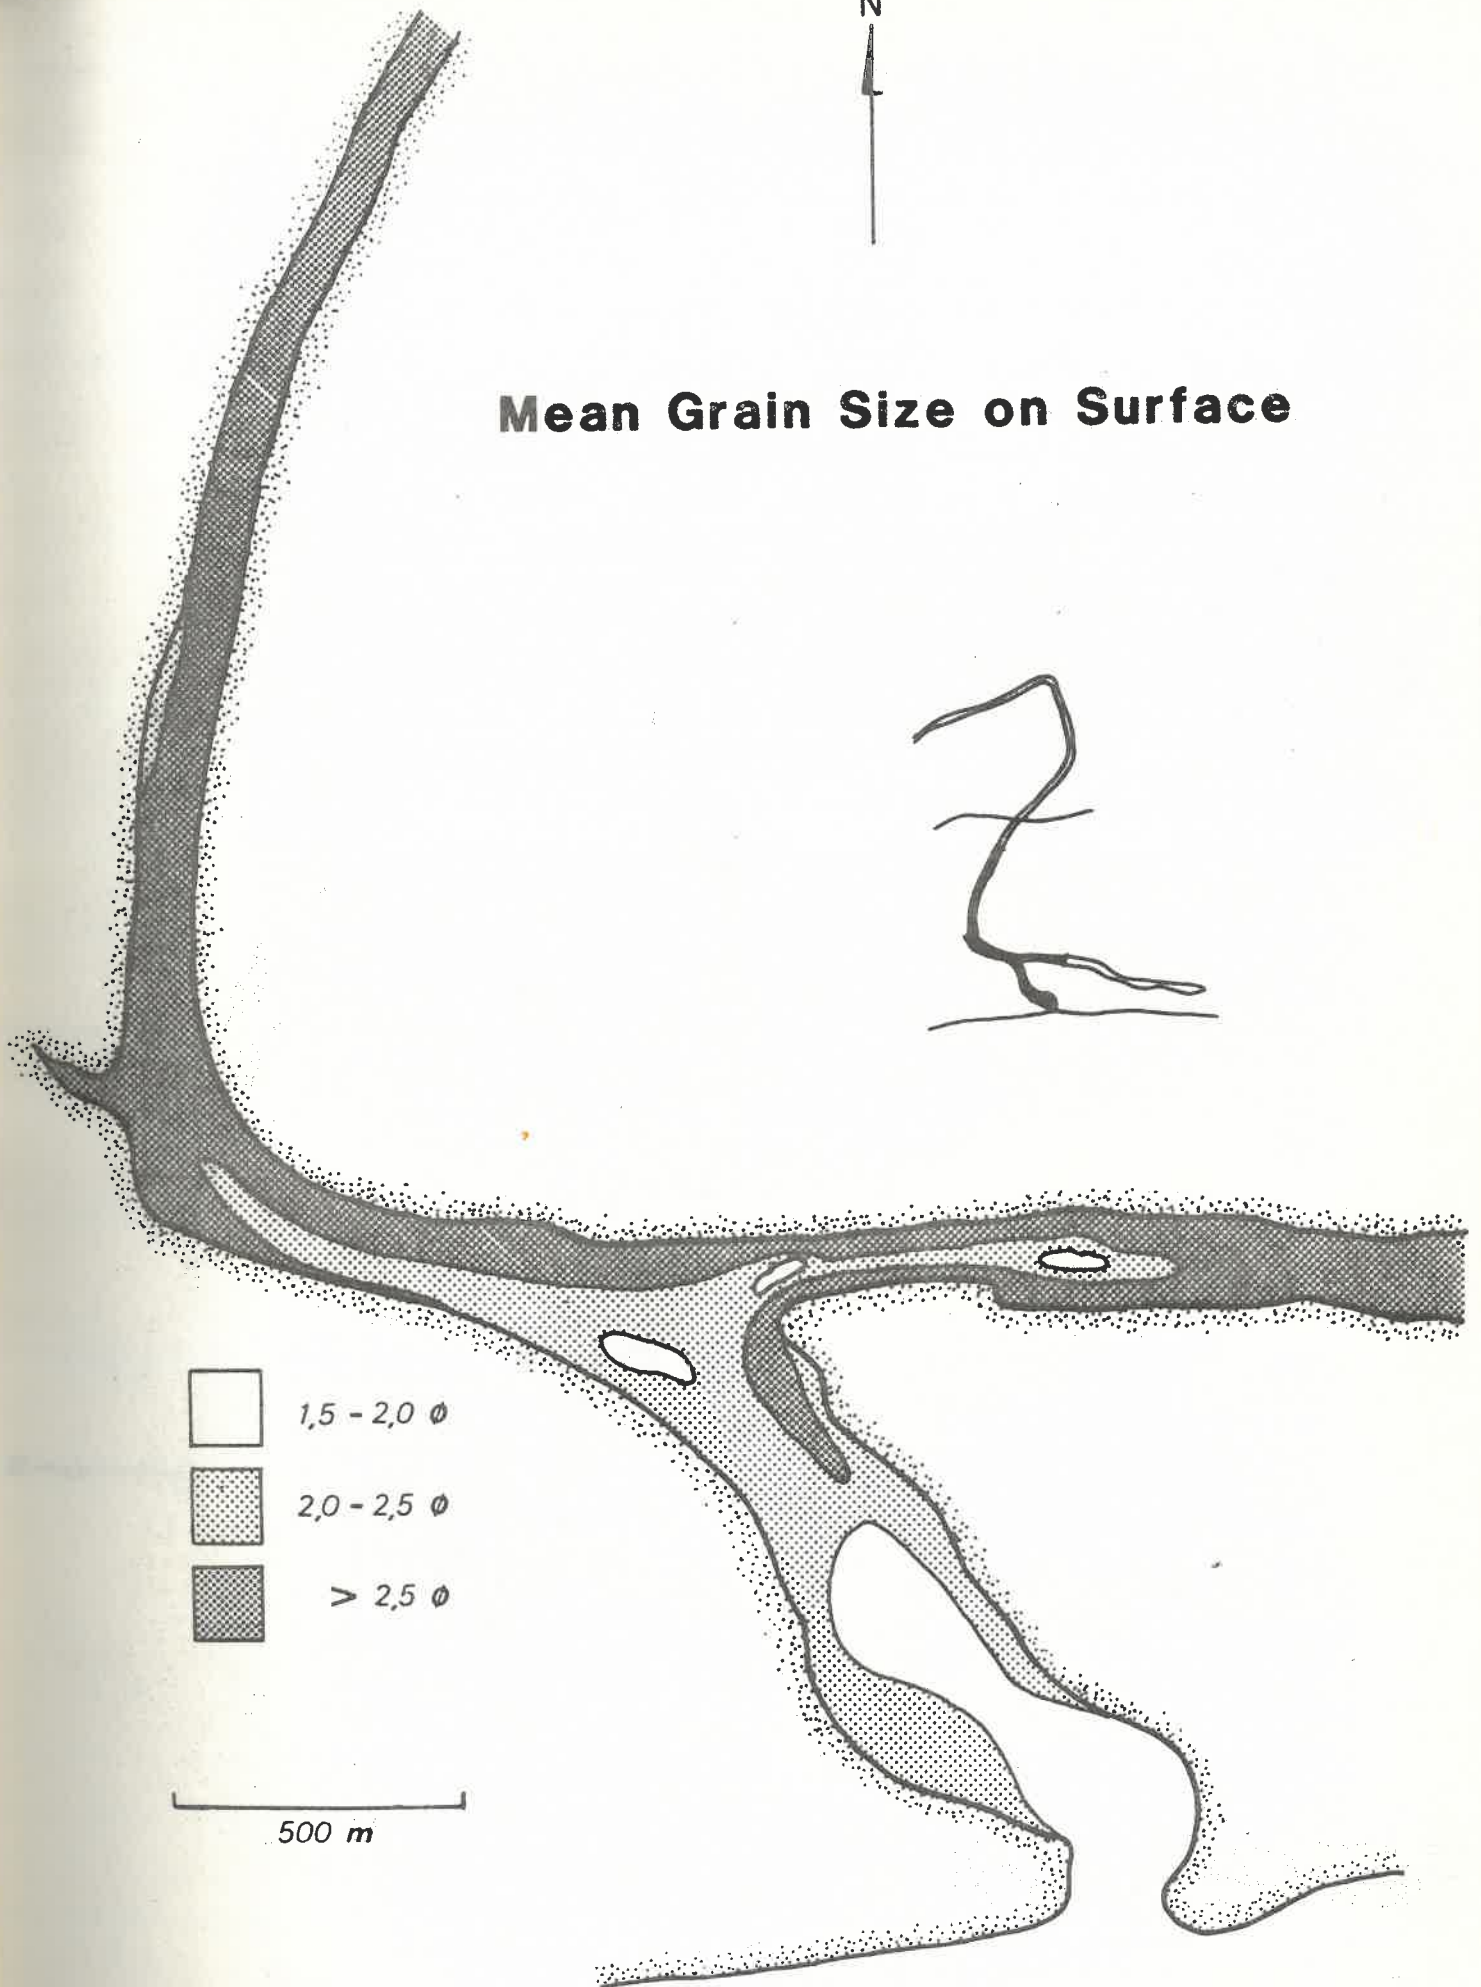 N
Mean Grain Size on Surface
1,5 - 2,0 ø
2,0 - 2,5 ø
> 2,5 ø
500 m